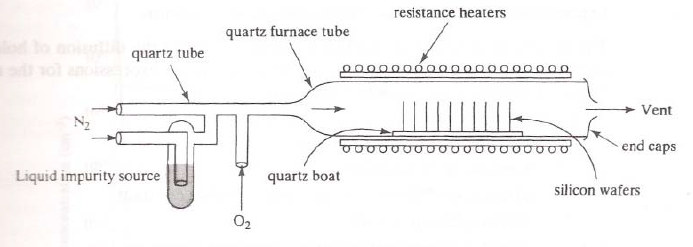 resistance heaters
quartz furnace tube
quartz tube
N₂
Vent
end caps
Liquid impurity source
quartz boat
silicon wafers
O₂